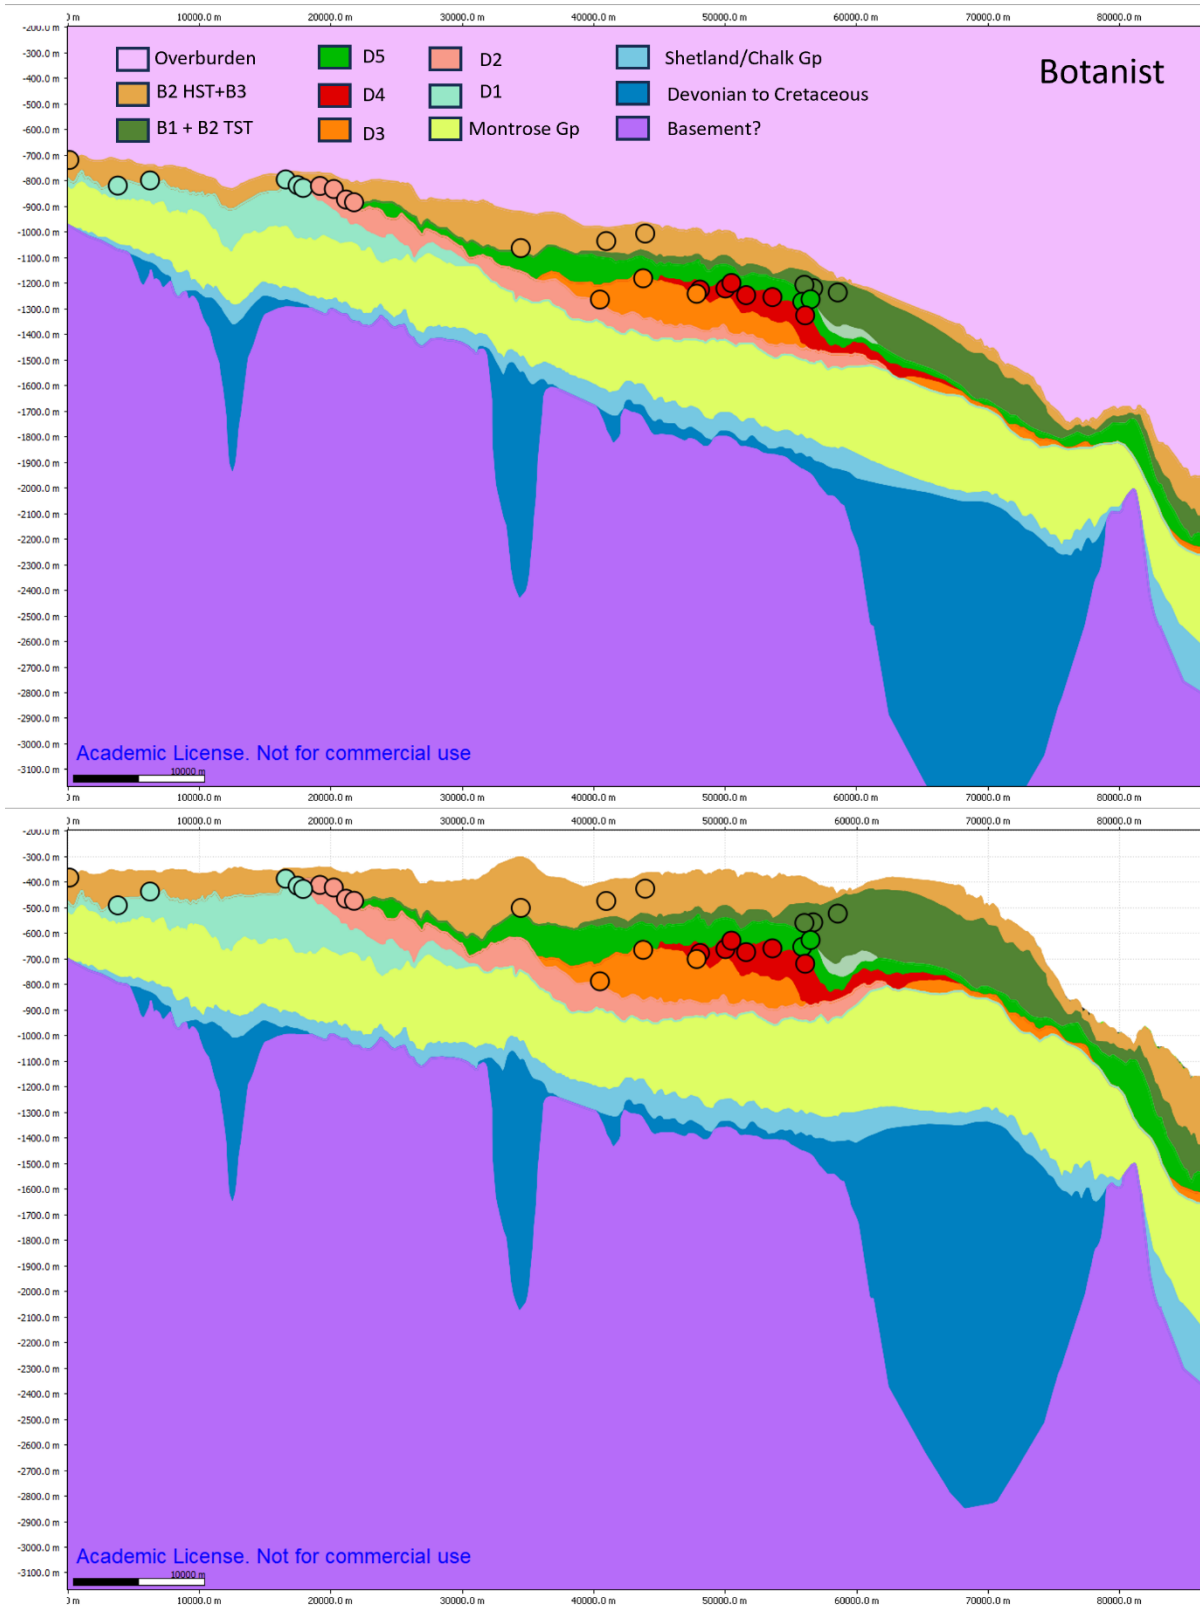 0 m 10000.0 m 20000.0 m 30000.0 m 40000.0 m 50000.0 m 60000.0 m 70000.0 m 80000.0 m
-200.0 m
-300.0 m
-400.0 m
-500.0 m
-600.0 m
-700.0 m
-800.0 m
-900.0 m
-1000.0 m
-1100.0 m
-1200.0 m
-1300.0 m
-1400.0 m
-1500.0 m
-1600.0 m
-1700.0 m
-1800.0 m
-1900.0 m
-2000.0 m
-2100.0 m
-2200.0 m
-2300.0 m
-2400.0 m
-2500.0 m
-2600.0 m
-2700.0 m
-2800.0 m
-2900.0 m
-3000.0 m
-3100.0 m
Overburden D5 D2 Shetland/Chalk Gp
B2 HST+B3 D4 D1 Devonian to Cretaceous
B1 + B2 TST D3 Montrose Gp Basement?
Botanist
Academic License. Not for commercial use
10000 m
0 m 10000.0 m 20000.0 m 30000.0 m 40000.0 m 50000.0 m 60000.0 m 70000.0 m 80000.0 m
0 m 10000.0 m 20000.0 m 30000.0 m 40000.0 m 50000.0 m 60000.0 m 70000.0 m 80000.0 m
-200.0 m
-300.0 m
-400.0 m
-500.0 m
-600.0 m
-700.0 m
-800.0 m
-900.0 m
-1000.0 m
-1100.0 m
-1200.0 m
-1300.0 m
-1400.0 m
-1500.0 m
-1600.0 m
-1700.0 m
-1800.0 m
-1900.0 m
-2000.0 m
-2100.0 m
-2200.0 m
-2300.0 m
-2400.0 m
-2500.0 m
-2600.0 m
-2700.0 m
-2800.0 m
-2900.0 m
-3000.0 m
-3100.0 m
Academic License. Not for commercial use
10000 m
0 m 10000.0 m 20000.0 m 30000.0 m 40000.0 m 50000.0 m 60000.0 m 70000.0 m 80000.0 m